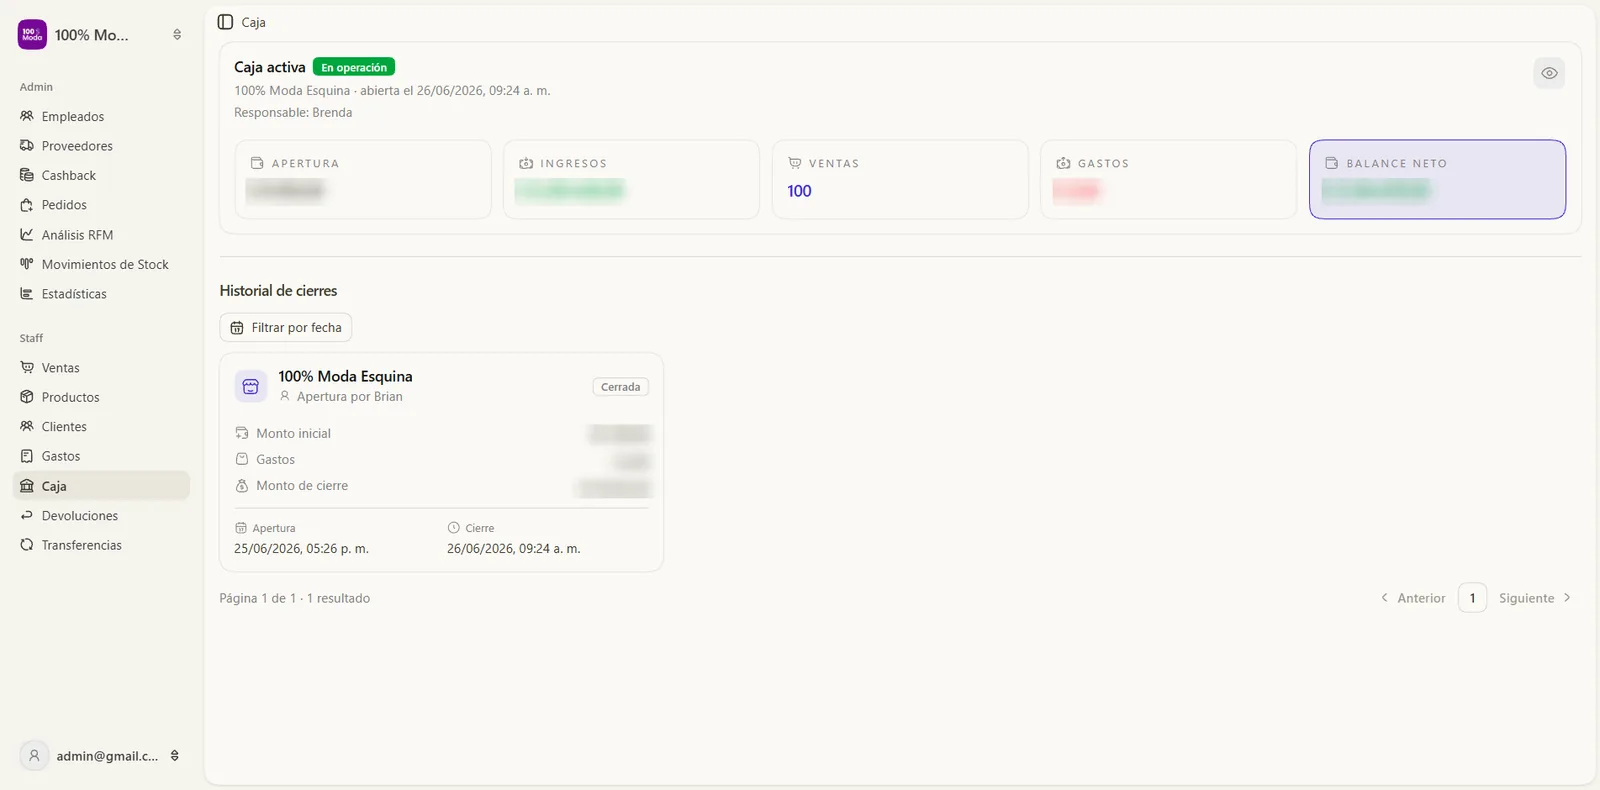 100% Moda
100% Mo...
Admin
Empleados
Proveedores
Cashback
Pedidos
Análisis RFM
Movimientos de Stock
Estadísticas
Staff
Ventas
Productos
Clientes
Gastos
Caja
Devoluciones
Transferencias
admin@gmail.c...
Caja
Caja activa En operación
100% Moda Esquina · abierta el 26/06/2026, 09:24 a. m.
Responsable: Brenda
APERTURA
INGRESOS
VENTAS
100
GASTOS
BALANCE NETO
Historial de cierres
Filtrar por fecha
100% Moda Esquina
Apertura por Brian
Cerrada
Monto inicial
Gastos
Monto de cierre
Apertura
25/06/2026, 05:26 p. m.
Cierre
26/06/2026, 09:24 a. m.
Página 1 de 1 · 1 resultado
Anterior 1 Siguiente